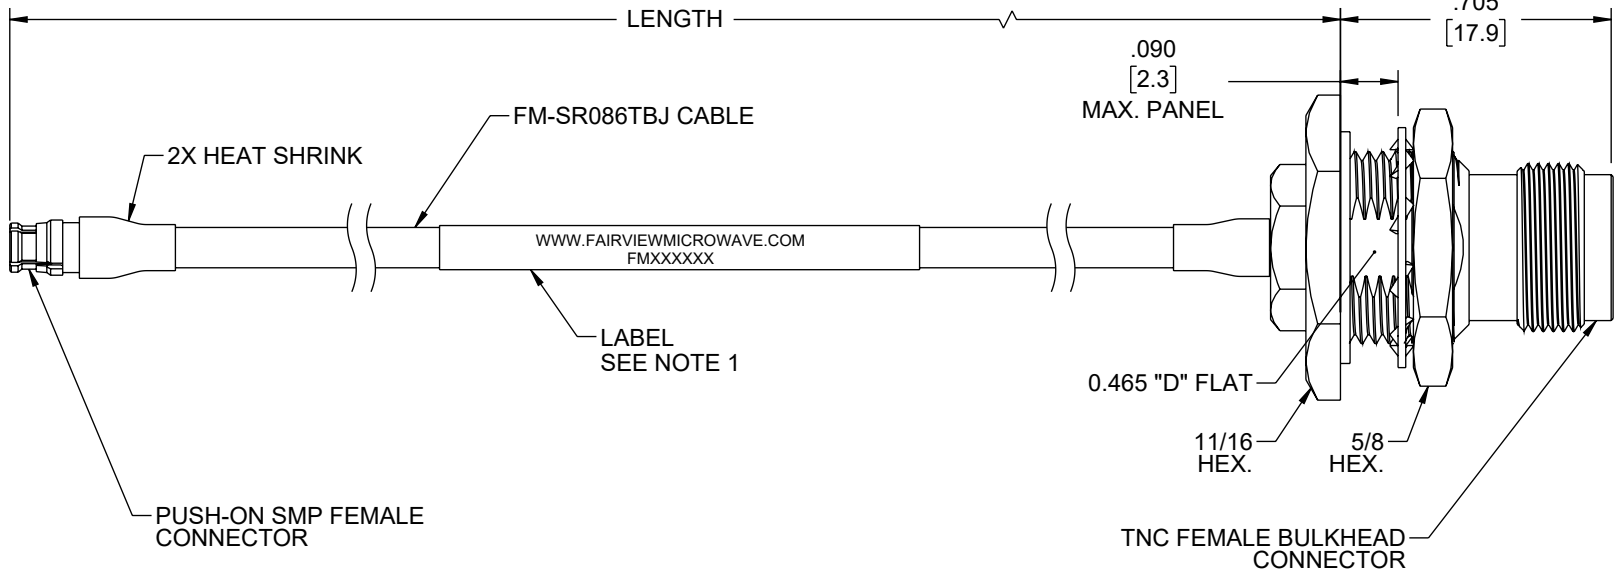 LENGTH
.705
[17.9]
.090
[2.3]
MAX. PANEL
FM-SR086TBJ CABLE
2X HEAT SHRINK
WWW.FAIRVIEWMICROWAVE.COM
FMXXXXXX
LABEL
SEE NOTE 1
0.465 "D" FLAT
11/16
HEX.
5/8
HEX.
PUSH-ON SMP FEMALE
CONNECTOR
TNC FEMALE BULKHEAD
CONNECTOR